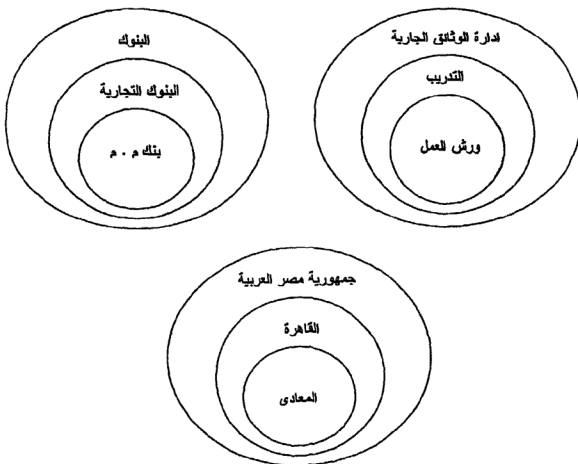 ادارة الوثائق الجارية
التدريب
ورش العمل
البنوك
البنوك التجارية
بنك م . م
جمهورية مصر العربية
القاهرة
المعادى